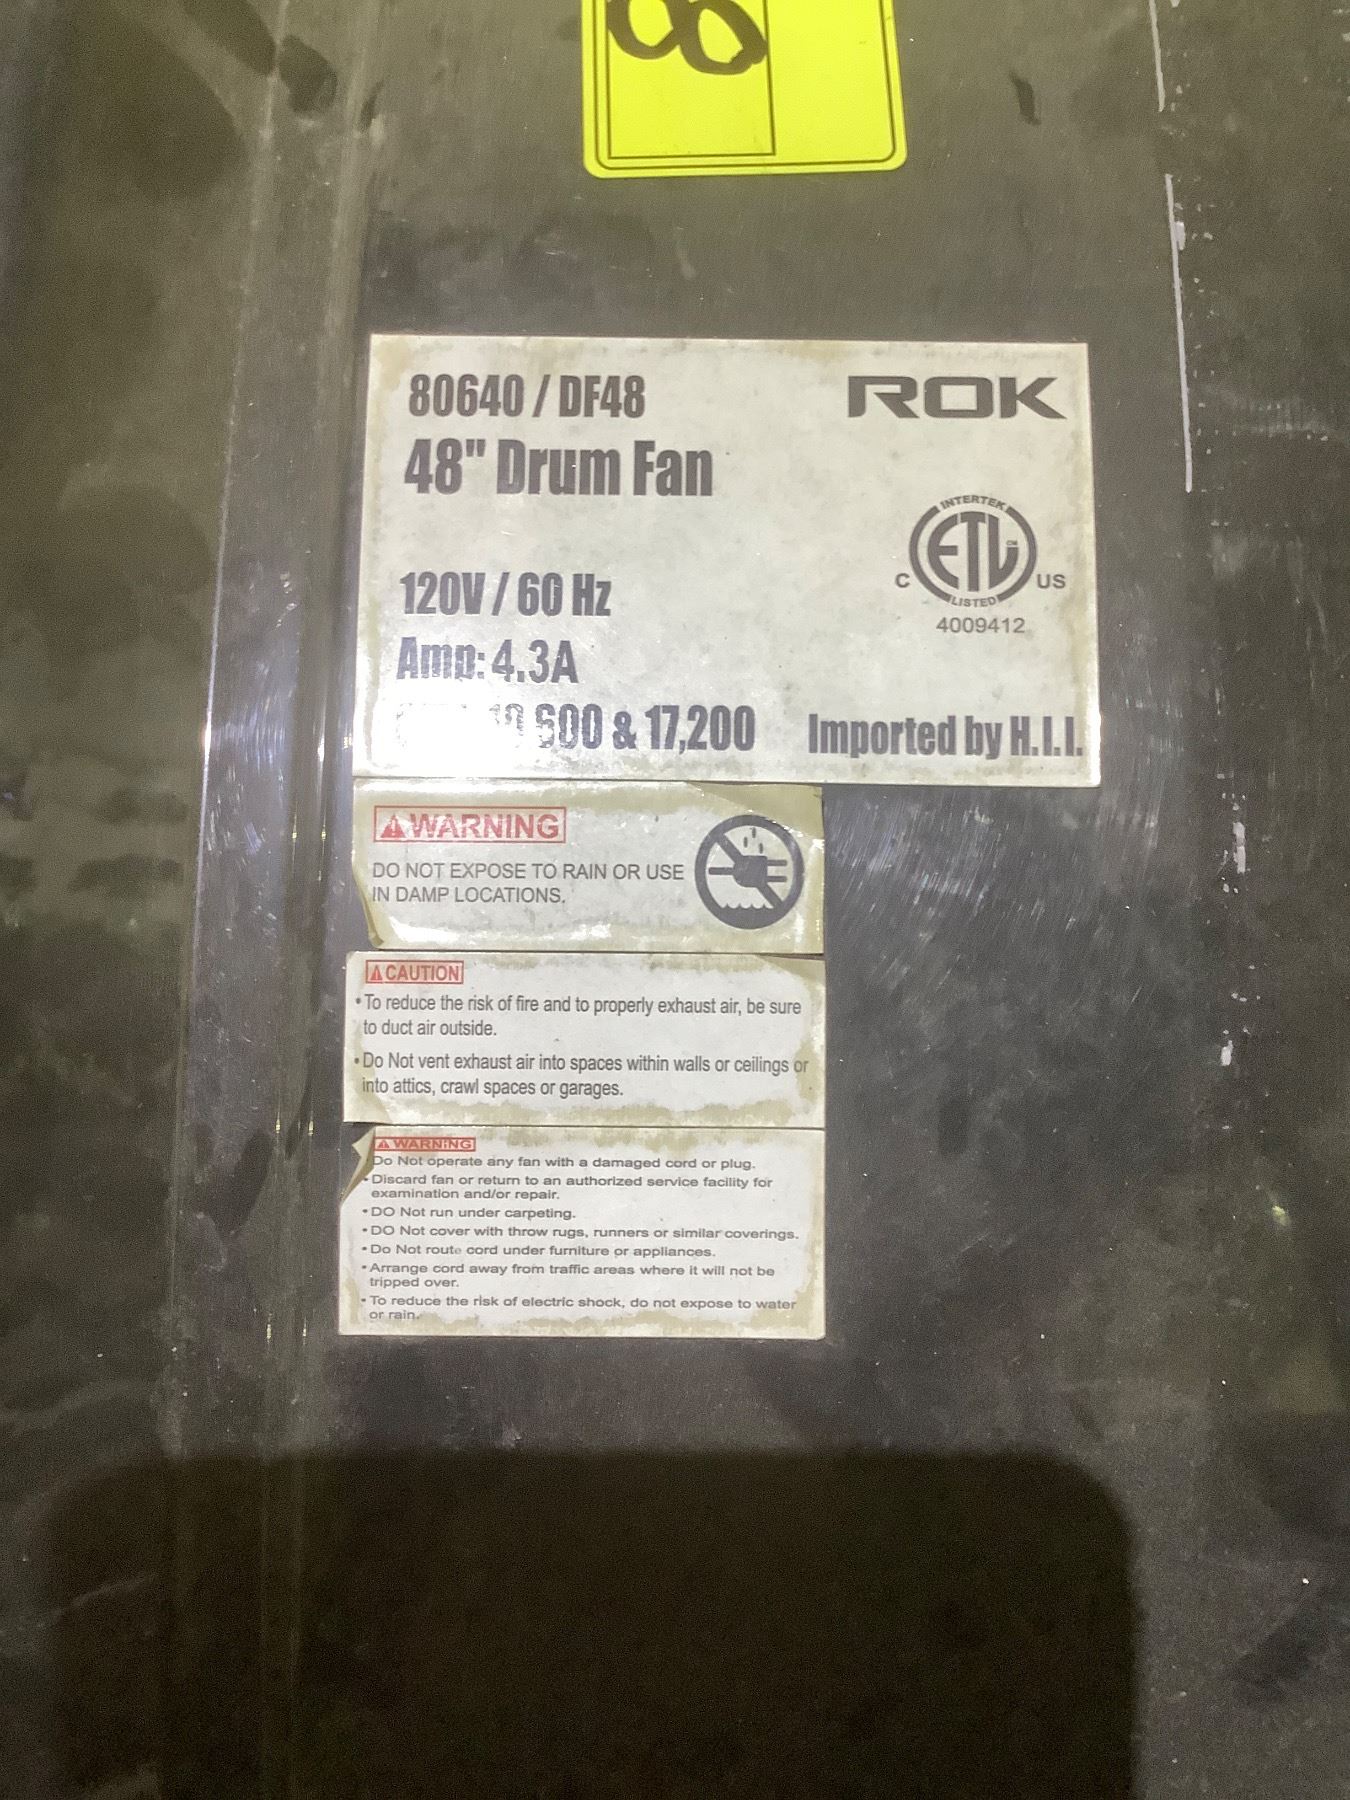 80640 / DF48
ROK
48" Drum Fan
INTERTEK
ETL CM
C US
LISTED
4009412
120V / 60 Hz
Amp: 4.3A
600 & 17,200
Imported by H.I.I.
WARNING
DO NOT EXPOSE TO RAIN OR USE
IN DAMP LOCATIONS.
CAUTION
• To reduce the risk of fire and to properly exhaust air, be sure
to duct air outside.
• Do Not vent exhaust air into spaces within walls or ceilings or
into attics, crawl spaces or garages.
WARNING
Do Not operate any fan with a damaged cord or plug.
• Discard fan or return to an authorized service facility for
examination and/or repair.
• DO Not run under carpeting.
• DO Not cover with throw rugs, runners or similar coverings.
• Do Not route cord under furniture or appliances.
• Arrange cord away from traffic areas where it will not be
tripped over.
• To reduce the risk of electric shock, do not expose to water
or rain.